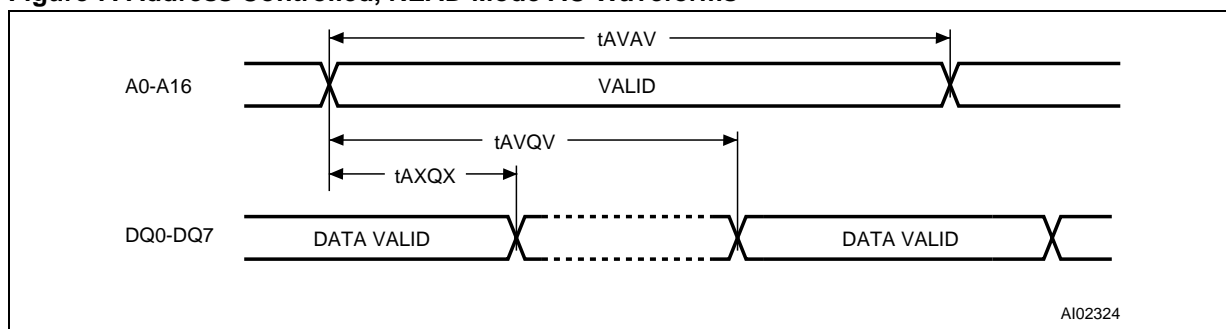 Figure 7. Address Controlled, READ Mode AC Waveforms
tAVAV
A0-A16
VALID
tAVQV
tAXQX
DQ0-DQ7
DATA VALID
DATA VALID
AI02324